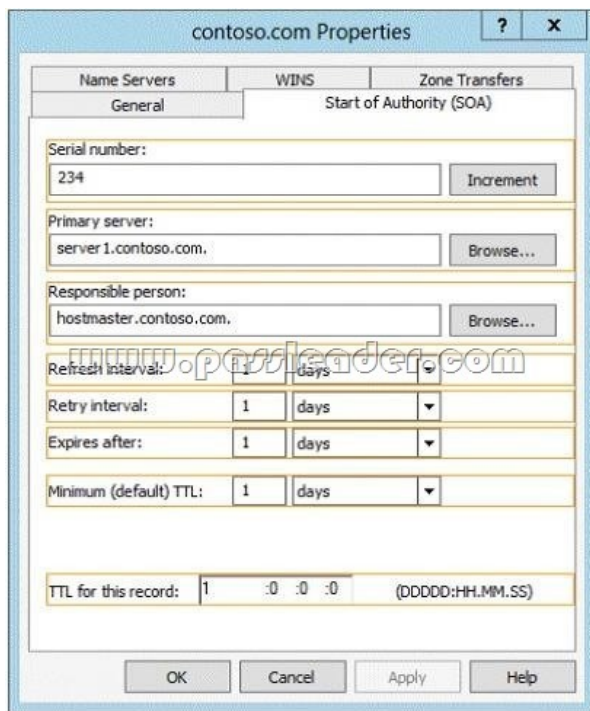 contoso.com Properties ? x
Name Servers WINS Zone Transfers
General Start of Authority (SOA)
Serial number:
234 Increment
Primary server:
server1.contoso.com. Browse...
Responsible person:
hostmaster.contoso.com. Browse...
www.passleader.com
Refresh interval: 1 days
Retry interval: 1 days
Expires after: 1 days
Minimum (default) TTL: 1 days
TTL for this record: 1 :0 :0 :0 (DDDDD:HH.MM.SS)
OK Cancel Apply Help